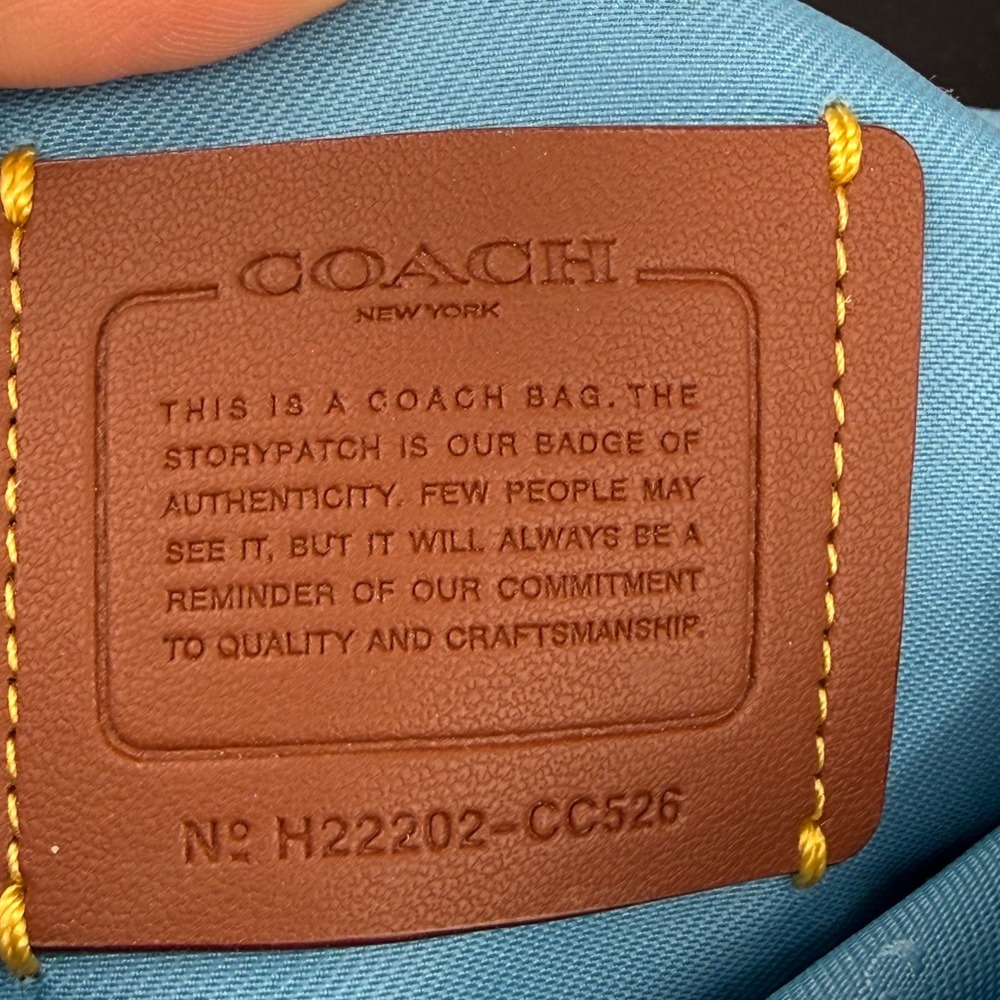 COACH
NEW YORK
THIS IS A COACH BAG. THE
STORYPATCH IS OUR BADGE OF
AUTHENTICITY. FEW PEOPLE MAY
SEE IT, BUT IT WILL ALWAYS BE A
REMINDER OF OUR COMMITMENT
TO QUALITY AND CRAFTSMANSHIP.
Nº H22202-CC526